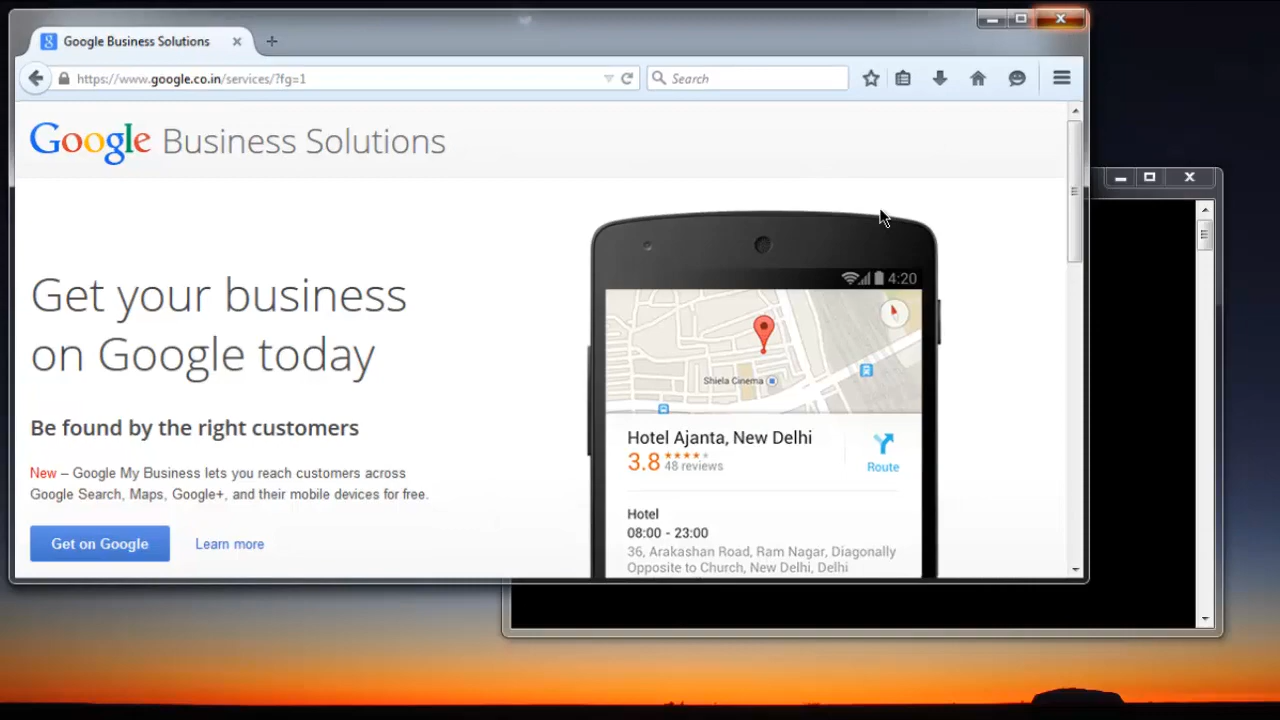 Google Business Solutions
https://www.google.co.in/services/?fg=1
Search
Google Business Solutions
Get your business
on Google today
Be found by the right customers
New – Google My Business lets you reach customers across
Google Search, Maps, Google+, and their mobile devices for free.
Get on Google
Learn more
4:20
Shiela Cinema
Hotel Ajanta, New Delhi
3.8 48 reviews
Route
Hotel
08:00 - 23:00
36, Arakashan Road, Ram Nagar, Diagonally
Opposite to Church, New Delhi, Delhi